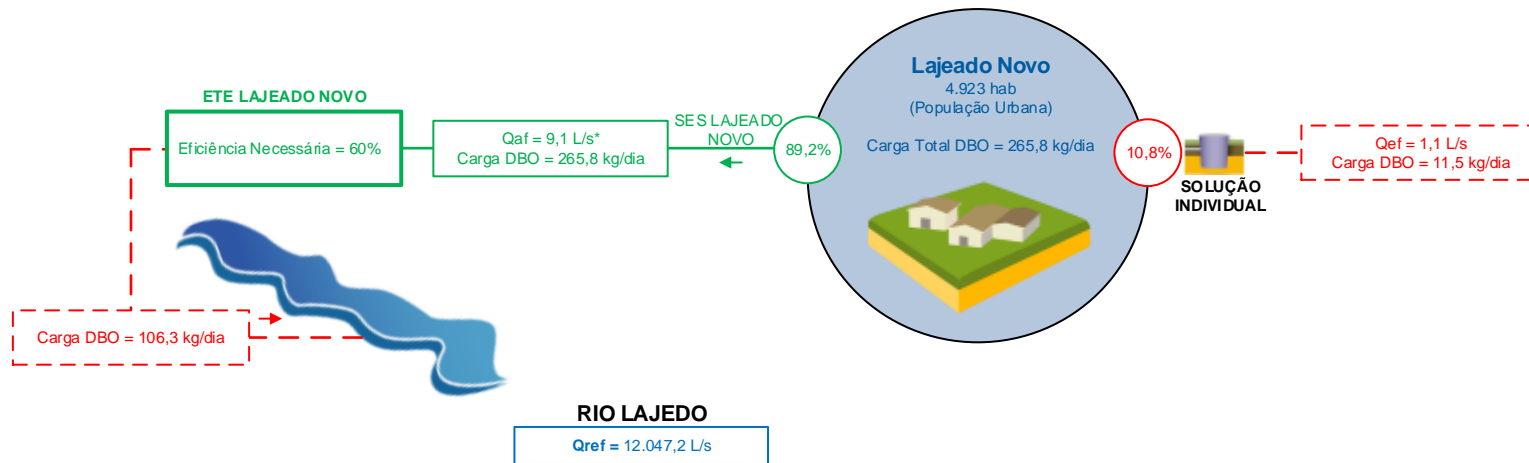 ETE LAJEADO NOVO
Eficiência Necessária = 60%
Qaf = 9,1 L/s*
Carga DBO = 265,8 kg/dia
SES LAJEADO
NOVO
89,2%
Lajeado Novo
4.923 hab
(População Urbana)
Carga Total DBO = 265,8 kg/dia
10,8%
SOLUÇÃO
INDIVIDUAL
Qef = 1,1 L/s
Carga DBO = 11,5 kg/dia
Carga DBO = 106,3 kg/dia
RIO LAJEDO
Qref = 12.047,2 L/s